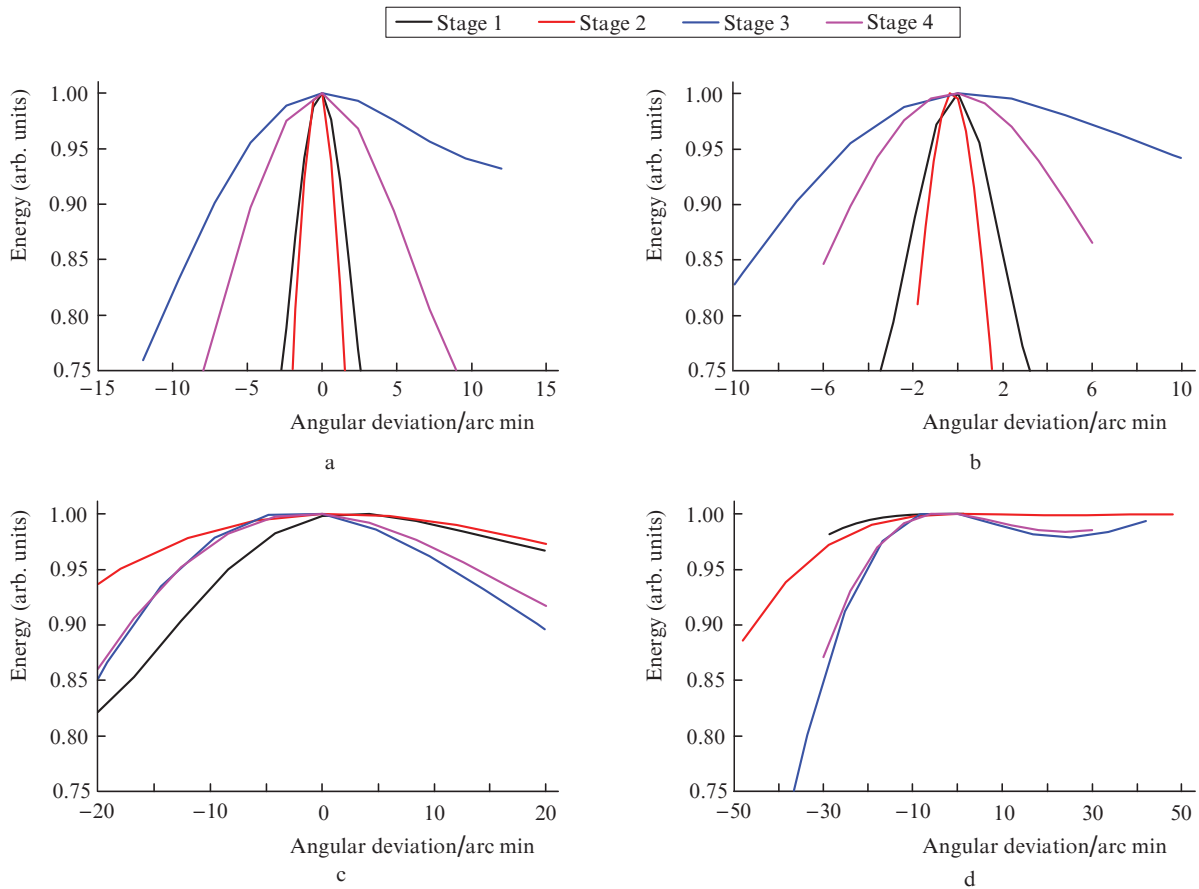 Stage 1 Stage 2 Stage 3 Stage 4
Energy (arb. units)
1.00
0.95
0.90
0.85
0.80
0.75
−15 −10 −5 0 5 10 15
Angular deviation/arc min
a
Energy (arb. units)
1.00
0.95
0.90
0.85
0.80
0.75
−10 −6 −2 2 6 10
Angular deviation/arc min
b
Energy (arb. units)
1.00
0.95
0.90
0.85
0.80
0.75
−20 −10 0 10 20
Angular deviation/arc min
c
Energy (arb. units)
1.00
0.95
0.90
0.85
0.80
0.75
−50 −30 −10 10 30 50
Angular deviation/arc min
d